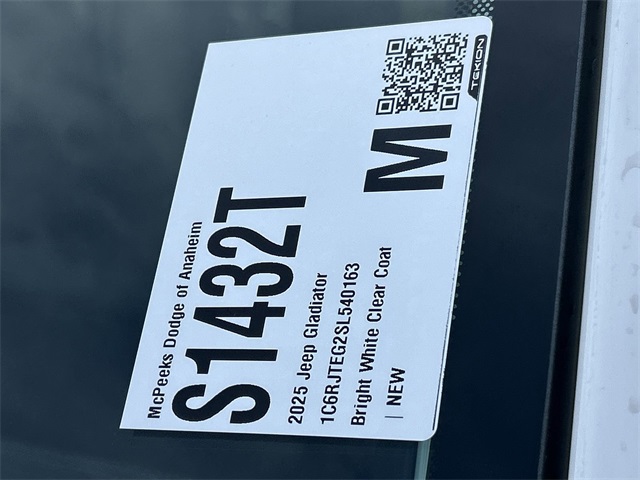 McPeeks Dodge of Anaheim
S1432T
2025 Jeep Gladiator
1C6RJTEG2SL540163
Bright White Clear Coat
| NEW
M
TEKION